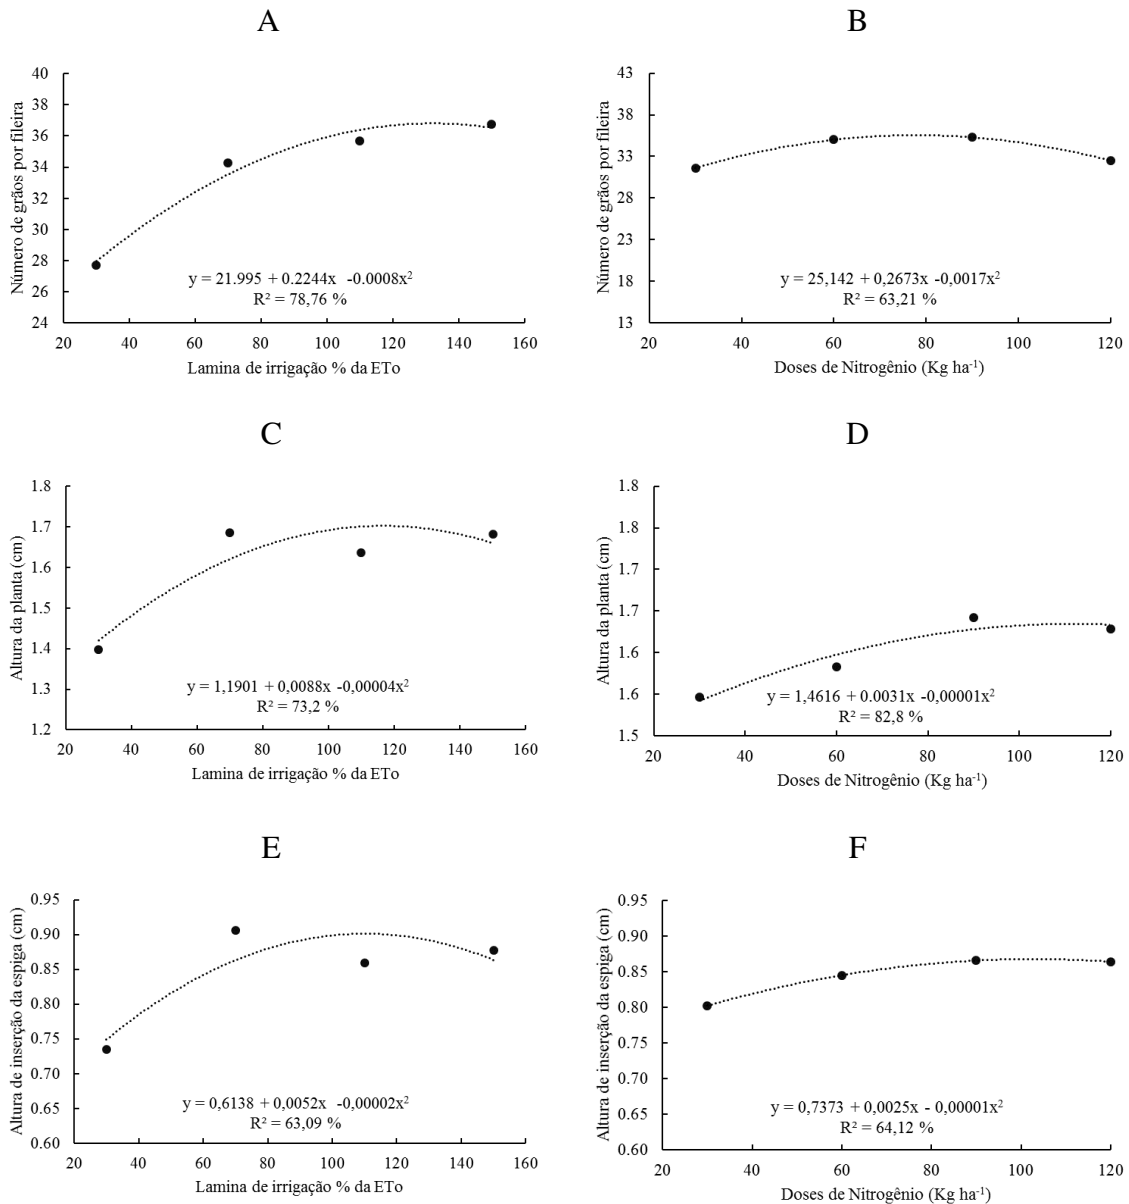 A
Número de grãos por fileira
40
38
36
34
32
30
28
26
24
y = 21.995 + 0.2244x -0.0008x²
R² = 78,76 %
20 40 60 80 100 120 140 160
Lamina de irrigação % da ETo
B
Número de grãos por fileira
43
38
33
28
23
18
13
y = 25,142 + 0,2673x -0,0017x²
R² = 63,21 %
20 40 60 80 100 120
Doses de Nitrogênio (Kg ha⁻¹)
C
Altura da planta (cm)
1.8
1.7
1.6
1.5
1.4
1.3
1.2
y = 1,1901 + 0,0088x -0,00004x²
R² = 73,2 %
20 40 60 80 100 120 140 160
Lamina de irrigação % da ETo
D
Altura da planta (cm)
1.8
1.8
1.7
1.7
1.6
1.6
1.5
y = 1,4616 + 0.0031x -0,00001x²
R² = 82,8 %
20 40 60 80 100 120
Doses de Nitrogênio (Kg ha⁻¹)
E
Altura de inserção da espiga (cm)
0.95
0.90
0.85
0.80
0.75
0.70
0.65
0.60
y = 0,6138 + 0,0052x -0,00002x²
R² = 63,09 %
20 40 60 80 100 120 140 160
Lamina de irrigação % da ETo
F
Altura de inserção da espiga (cm)
0.95
0.90
0.85
0.80
0.75
0.70
0.65
0.60
y = 0,7373 + 0,0025x - 0,00001x²
R² = 64,12 %
20 40 60 80 100 120
Doses de Nitrogênio (Kg ha⁻¹)